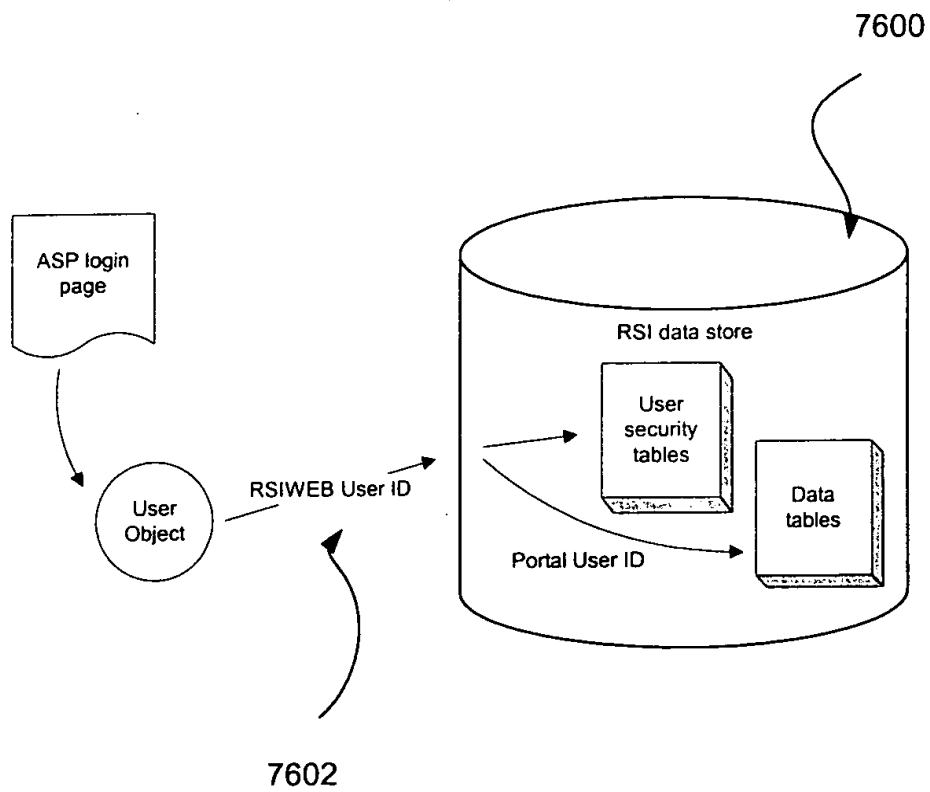 7600
ASP login
page
RSI data store
User
security
tables
Data
tables
RSIWEB User ID
User
Object
Portal User ID
7602